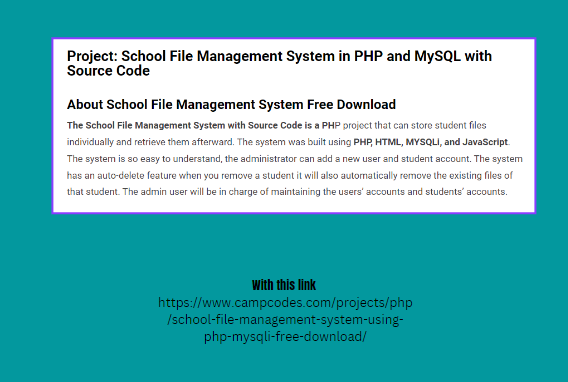 Project: School File Management System in PHP and MySQL with
Source Code
About School File Management System Free Download
The School File Management System with Source Code is a PHP project that can store student files
individually and retrieve them afterward. The system was built using PHP, HTML, MYSQLi, and JavaScript.
The system is so easy to understand, the administrator can add a new user and student account. The system
has an auto-delete feature when you remove a student it will also automatically remove the existing files of
that student. The admin user will be in charge of maintaining the users' accounts and students' accounts.
With this link
https://www.campcodes.com/projects/php
/school-file-management-system-using-
php-mysqli-free-download/